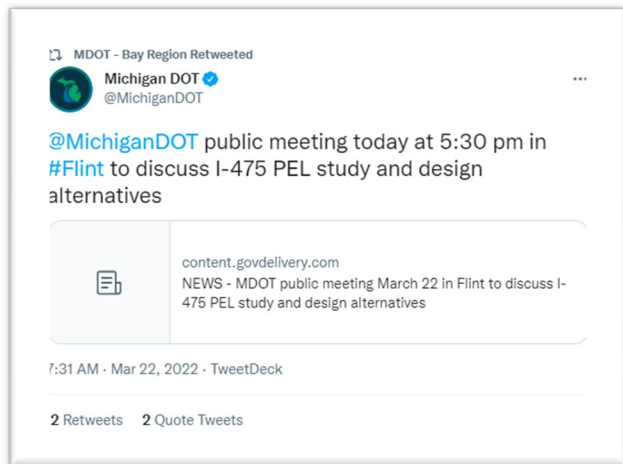 MDOT - Bay Region Retweeted
Michigan DOT
@MichiganDOT
@MichiganDOT public meeting today at 5:30 pm in
#Flint to discuss I-475 PEL study and design
alternatives
content.govdelivery.com
NEWS - MDOT public meeting March 22 in Flint to discuss I-
475 PEL study and design alternatives
7:31 AM · Mar 22, 2022 · TweetDeck
2 Retweets 2 Quote Tweets